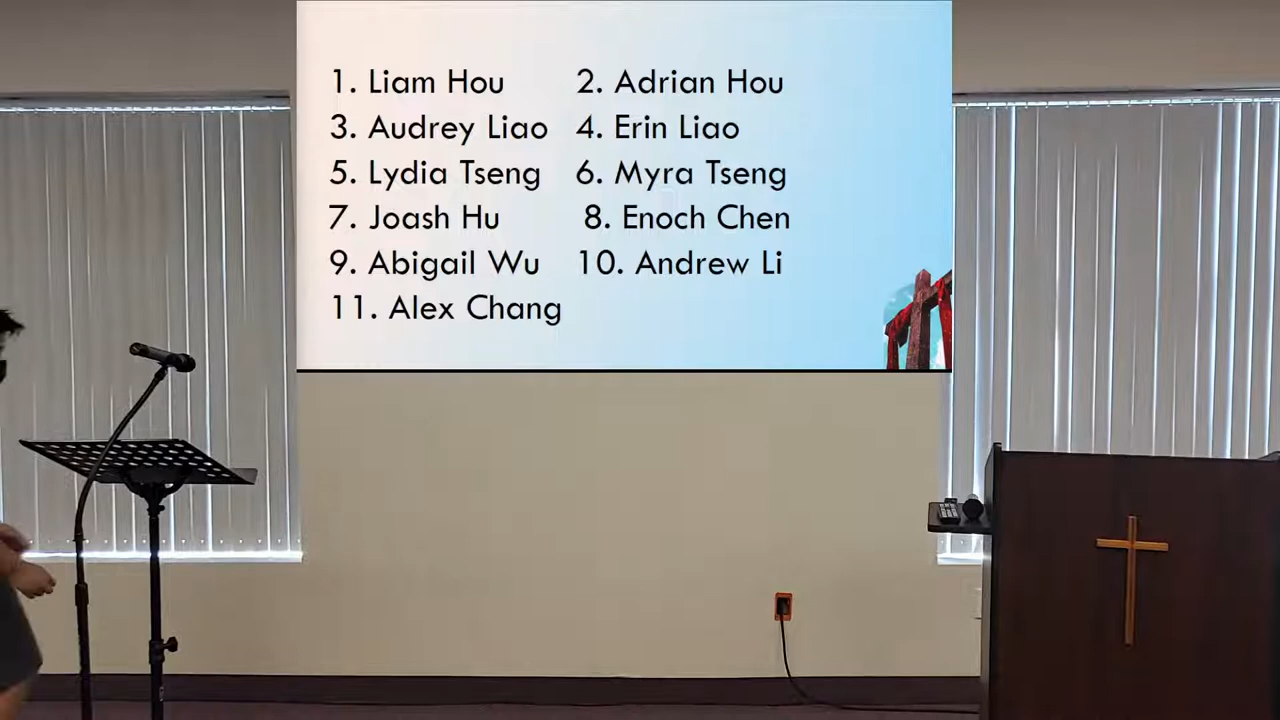 1. Liam Hou 2. Adrian Hou
3. Audrey Liao 4. Erin Liao
5. Lydia Tseng 6. Myra Tseng
7. Joash Hu 8. Enoch Chen
9. Abigail Wu 10. Andrew Li
11. Alex Chang